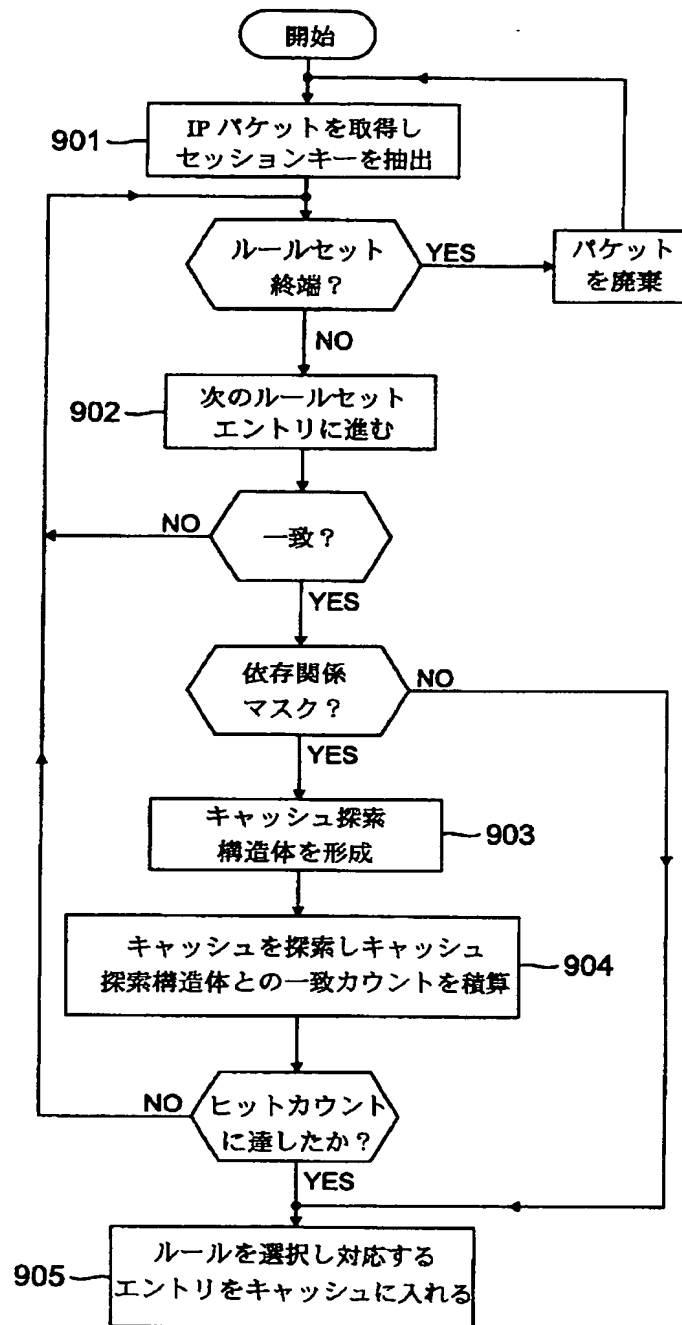 開始
901
IP パケットを取得し
セッションキーを抽出
ルールセット
終端？
YES
パケット
を廃棄
NO
902
次のルールセット
エントリに進む
NO
一致？
YES
依存関係
マスク？
NO
YES
キャッシュ探索
構造体を形成
903
キャッシュを探索しキャッシュ
探索構造体との一致カウントを積算
904
NO
ヒットカウント
に達したか？
YES
905
ルールを選択し対応する
エントリをキャッシュに入れる